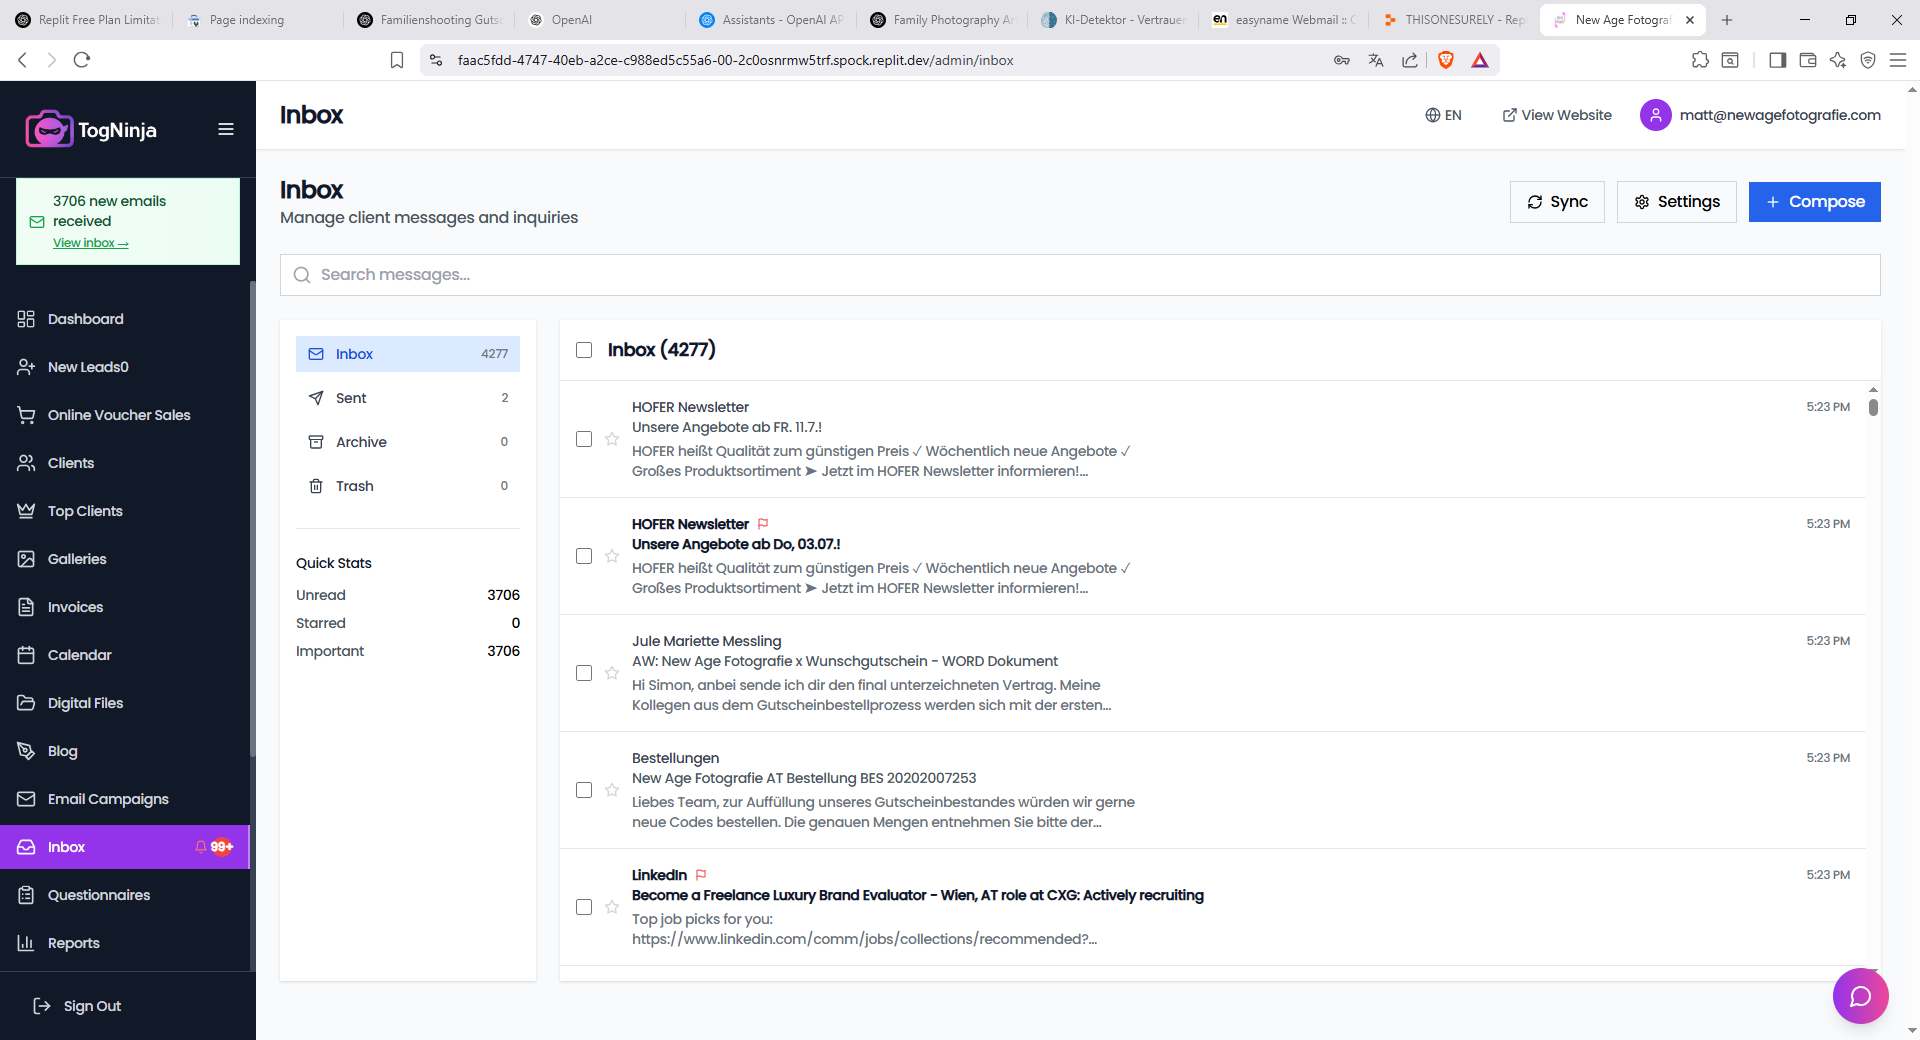 Replit Free Plan Limitat
Page indexing
Familienshooting Guts
OpenAI
Assistants - OpenAI AP
Family Photography Ar
KI-Detektor - Vertrauer
easyname Webmail ::
THISONESURELY - Rep
New Age Fotograf
faac5fdd-4747-40eb-a2ce-c988ed5c55a6-00-2c0osnrmw5trf.spock.replit.dev/admin/inbox
TogNinja
3706 new emails
received
View inbox →
Dashboard
New Leads0
Online Voucher Sales
Clients
Top Clients
Galleries
Invoices
Calendar
Digital Files
Blog
Email Campaigns
Inbox 99+
Questionnaires
Reports
Sign Out
Inbox
EN
View Website
matt@newagefotografie.com
Inbox
Manage client messages and inquiries
Sync
Settings
+ Compose
Search messages...
Inbox 4277
Sent 2
Archive 0
Trash 0
Quick Stats
Unread 3706
Starred 0
Important 3706
Inbox (4277)
HOFER Newsletter 5:23 PM
Unsere Angebote ab FR. 11.7.!
HOFER heißt Qualität zum günstigen Preis ✓ Wöchentlich neue Angebote ✓
Großes Produktsortiment ➤ Jetzt im HOFER Newsletter informieren!...
HOFER Newsletter 5:23 PM
Unsere Angebote ab Do, 03.07.!
HOFER heißt Qualität zum günstigen Preis ✓ Wöchentlich neue Angebote ✓
Großes Produktsortiment ➤ Jetzt im HOFER Newsletter informieren!...
Jule Mariette Messling 5:23 PM
AW: New Age Fotografie x Wunschgutschein - WORD Dokument
Hi Simon, anbei sende ich dir den final unterzeichneten Vertrag. Meine
Kollegen aus dem Gutscheinbestellprozess werden sich mit der ersten...
Bestellungen 5:23 PM
New Age Fotografie AT Bestellung BES 20202007253
Liebes Team, zur Auffüllung unseres Gutscheinbestandes würden wir gerne
neue Codes bestellen. Die genauen Mengen entnehmen Sie bitte der...
LinkedIn 5:23 PM
Become a Freelance Luxury Brand Evaluator - Wien, AT role at CXG: Actively recruiting
Top job picks for you:
https://www.linkedin.com/comm/jobs/collections/recommended?...